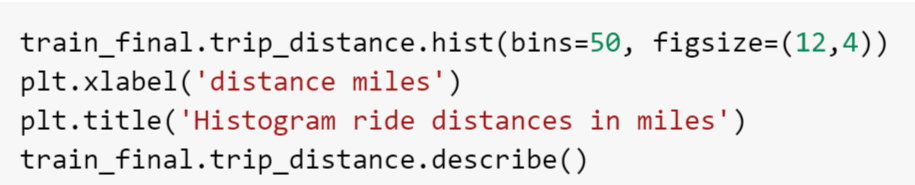 train_final.trip_distance.hist(bins=50, figsize=(12,4))
plt.xlabel('distance miles')
plt.title('Histogram ride distances in miles')
train_final.trip_distance.describe()